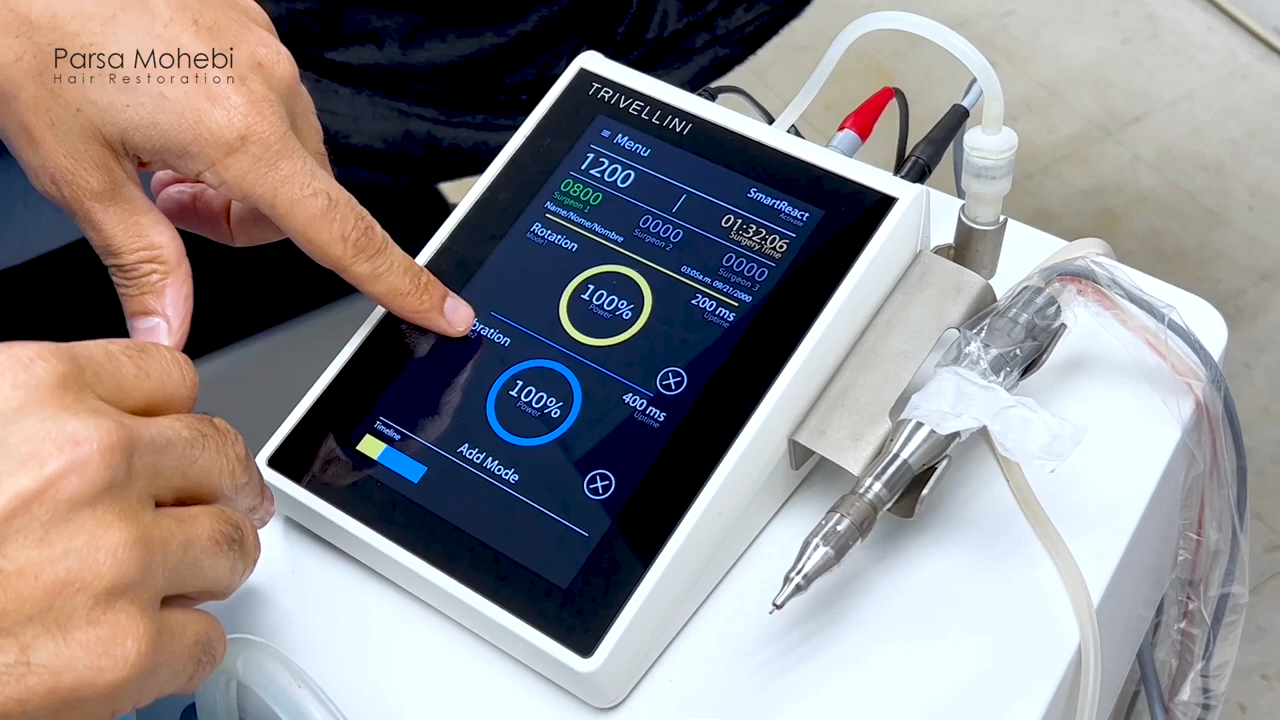 Parsa Mohebi
Hair Restoration
TRIVELLINI
≡ Menu
1200
SmartReact
Activate
0800
Surgeon 1
0000
Surgeon 2
01:32:06
Surgery Time
0000
Surgeon 3
Name/Nome/Nombre
03:05a.m. 09/21/2000
Rotation
Mode 1
100%
Power
200 ms
Uptime
bration
100%
Power
400 ms
Uptime
Timeline
Add Mode